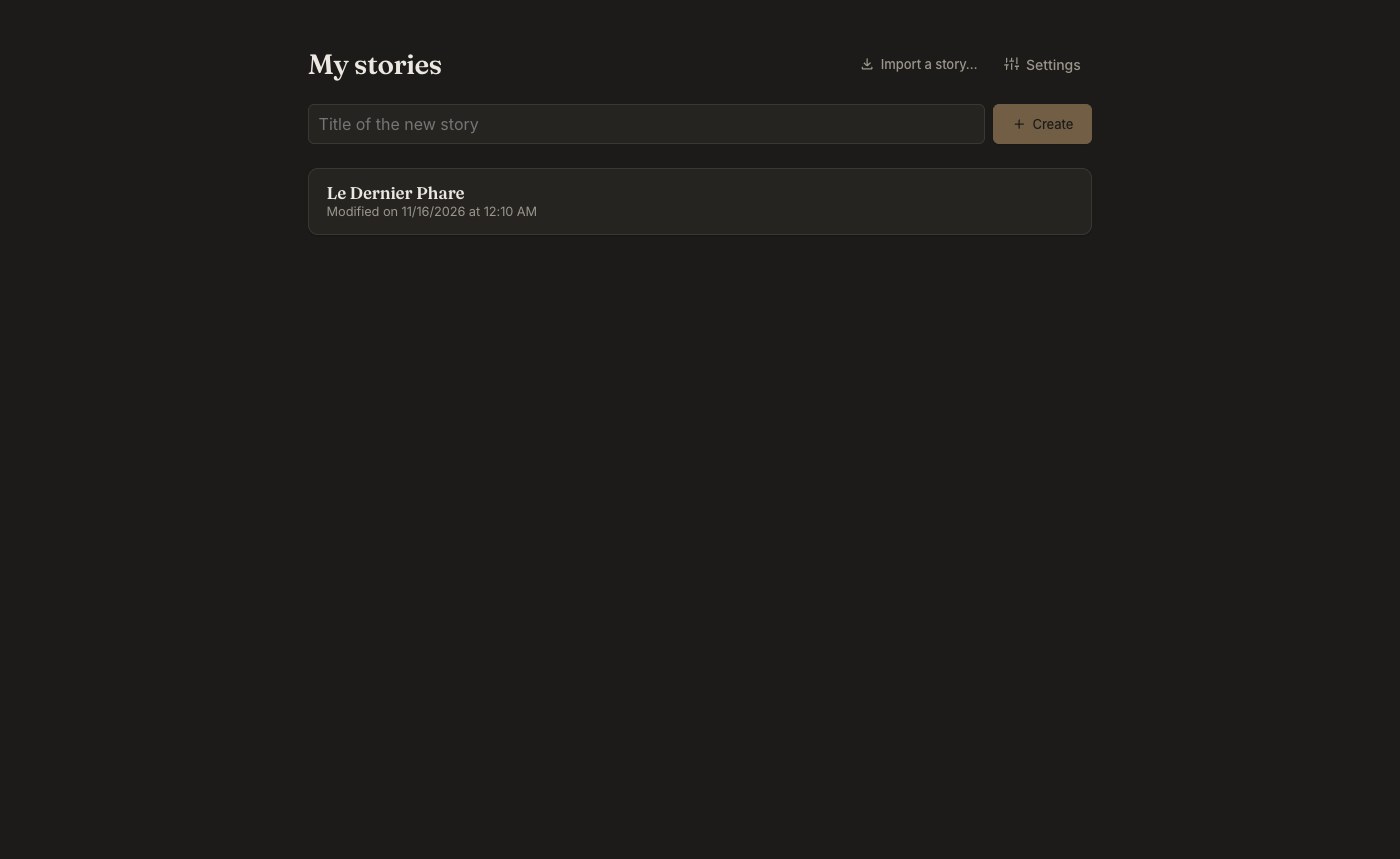 My stories
Import a story...
Settings
Title of the new story
Create
Le Dernier Phare
Modified on 11/16/2026 at 12:10 AM